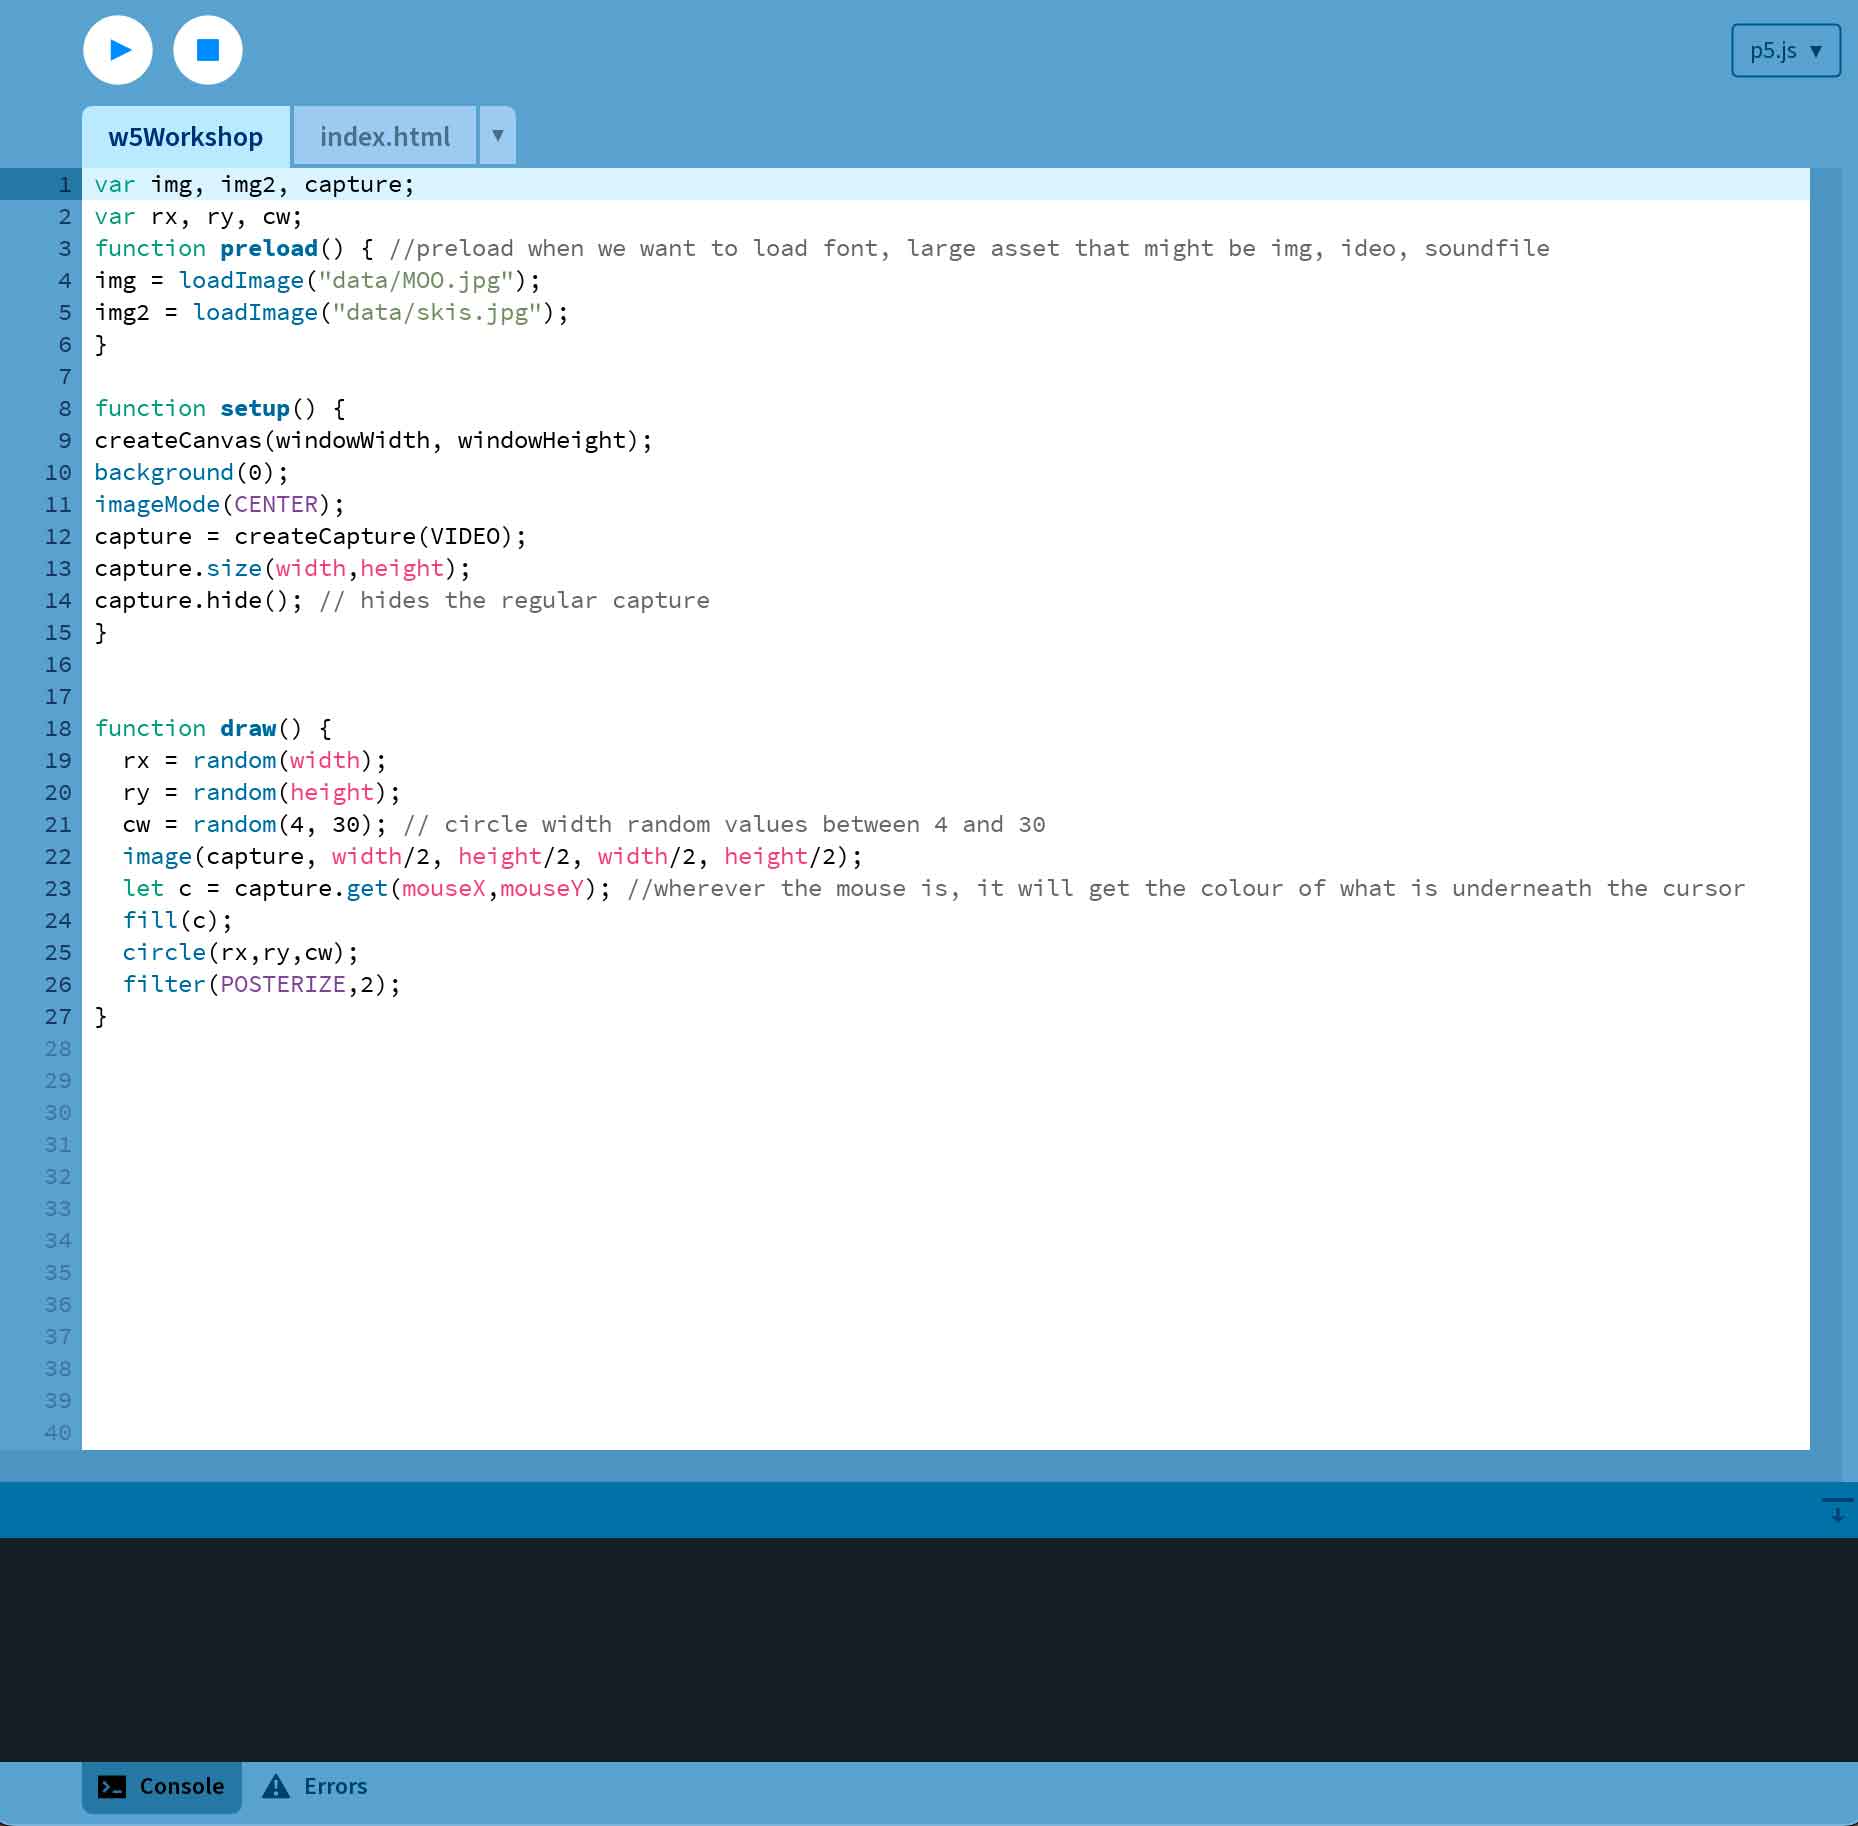 p5.js ▼
w5Workshop index.html ▼
1 var img, img2, capture;
2 var rx, ry, cw;
3 function preload() { //preload when we want to load font, large asset that might be img, ideo, soundfile
4 img = loadImage("data/MOO.jpg");
5 img2 = loadImage("data/skis.jpg");
6 }
7
8 function setup() {
9 createCanvas(windowWidth, windowHeight);
10 background(0);
11 imageMode(CENTER);
12 capture = createCapture(VIDEO);
13 capture.size(width,height);
14 capture.hide(); // hides the regular capture
15 }
16
17
18 function draw() {
19   rx = random(width);
20   ry = random(height);
21   cw = random(4, 30); // circle width random values between 4 and 30
22   image(capture, width/2, height/2, width/2, height/2);
23   let c = capture.get(mouseX,mouseY); //wherever the mouse is, it will get the colour of what is underneath the cursor
24   fill(c);
25   circle(rx,ry,cw);
26   filter(POSTERIZE,2);
27 }
28
29
30
31
32
33
34
35
36
37
38
39
40
Console Errors